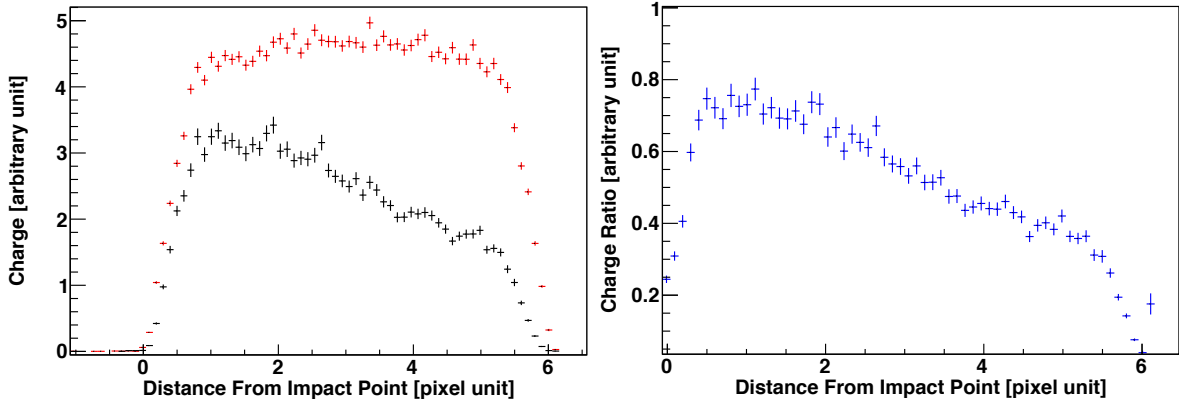 Charge [arbitrary unit]
5
4
3
2
1
0
0 2 4 6
Distance From Impact Point [pixel unit]
Charge Ratio [arbitrary unit]
1
0.8
0.6
0.4
0.2
0 2 4 6
Distance From Impact Point [pixel unit]